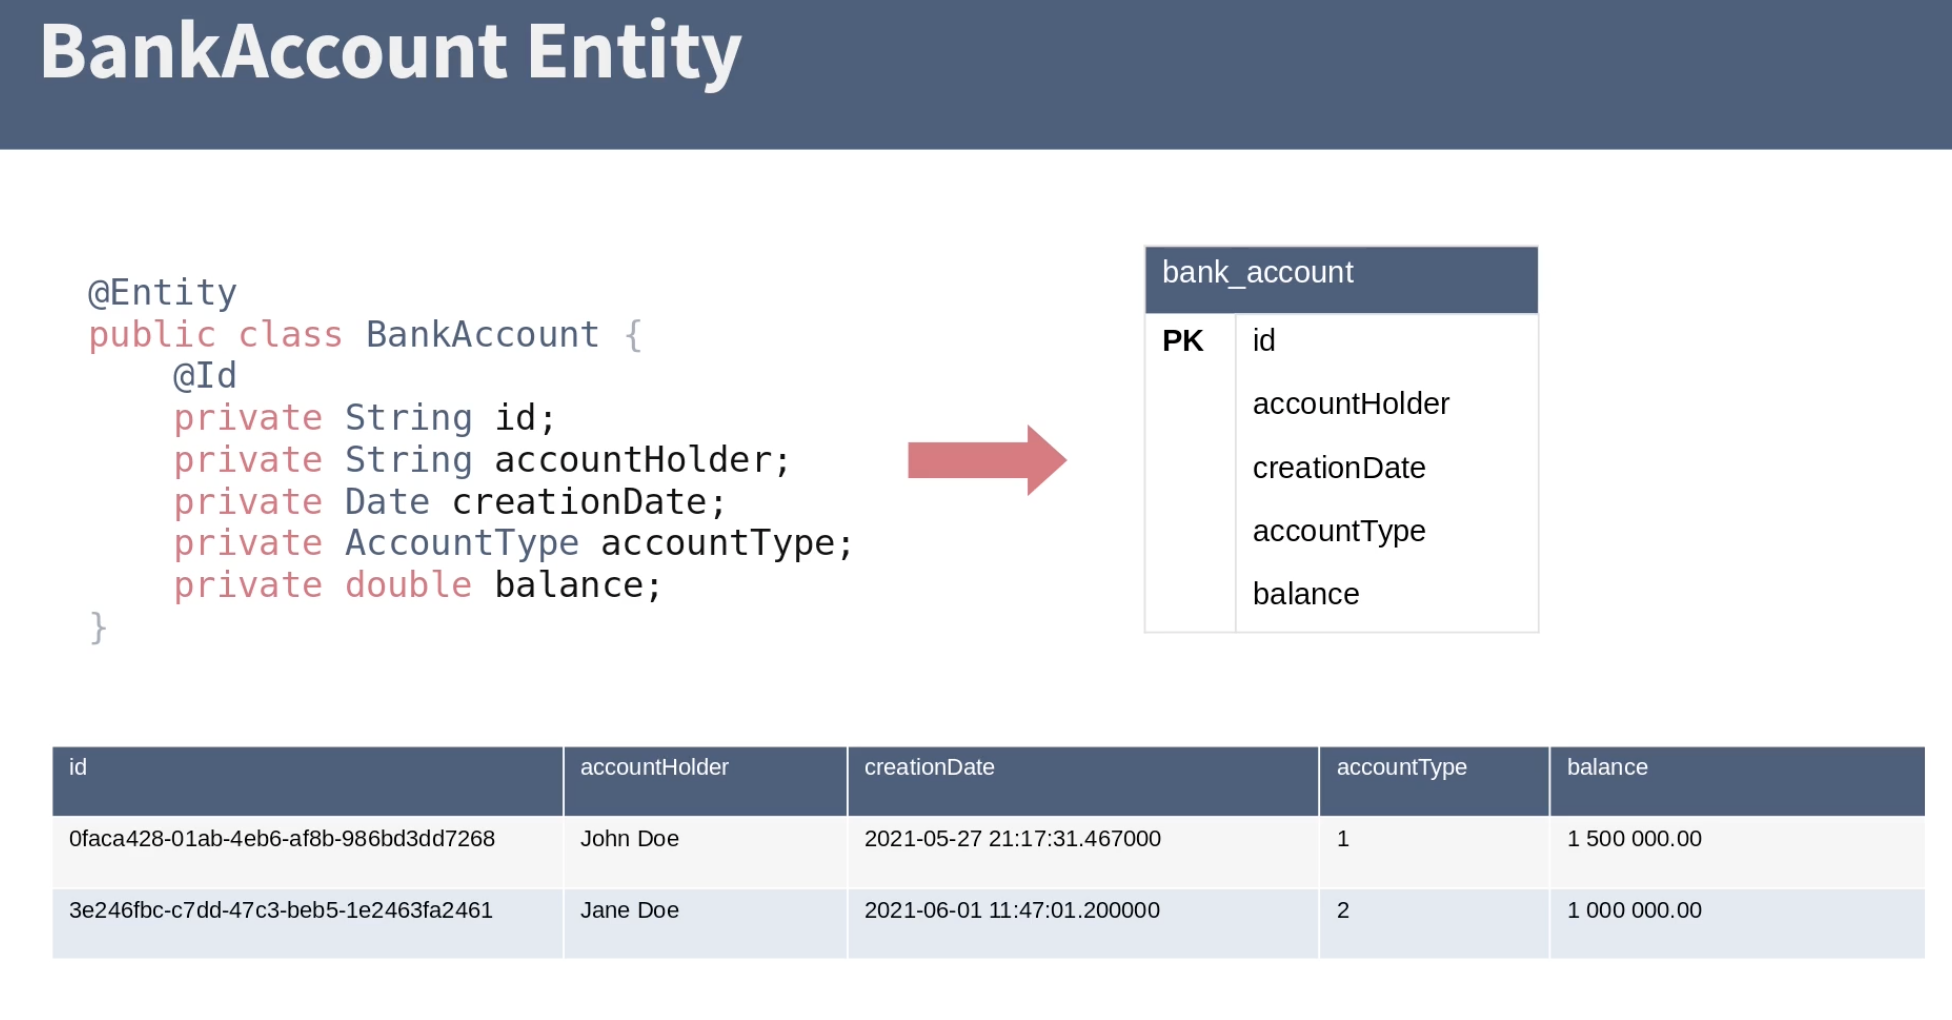 BankAccount Entity
@Entity
public class BankAccount {
@Id
private String id;
private String accountHolder;
private Date creationDate;
private AccountType accountType;
private double balance;
}
bank_account
PK id
accountHolder
creationDate
accountType
balance
id accountHolder creationDate accountType balance
0faca428-01ab-4eb6-af8b-986bd3dd7268 John Doe 2021-05-27 21:17:31.467000 1 1 500 000.00
3e246fbc-c7dd-47c3-beb5-1e2463fa2461 Jane Doe 2021-06-01 11:47:01.200000 2 1 000 000.00